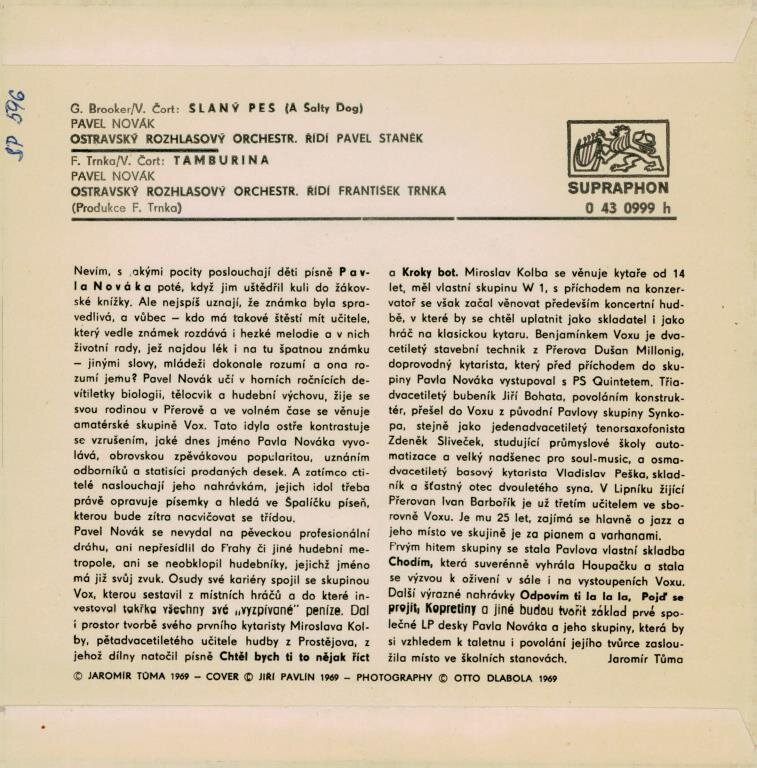 SP 596
G. Brooker/V. Čort: SLANÝ PES (A Salty Dog)
PAVEL NOVÁK
OSTRAVSKÝ ROZHLASOVÝ ORCHESTR. ŘÍDÍ PAVEL STANĚK
F. Trnka/V. Čort: TAMBURINA
PAVEL NOVÁK
OSTRAVSKÝ ROZHLASOVÝ ORCHESTR. ŘÍDÍ FRANTIŠEK TRNKA
(Produkce F. Trnka)
SUPRAPHON
0 43 0999 h
Nevím, s jakými pocity poslouchají děti písně Pav-
la Nováka poté, když jim uštědřil kuli do žákov-
ské knížky. Ale nejspíš uznají, že známka byla spra-
vedlivá, a vůbec – kdo má takové štěstí mít učitele,
který vedle známek rozdává i hezké melodie a v nich
životní rady, jež najdou lék i na tu špatnou známku
– jinými slovy, mládeži dokonale rozumí a ona ro-
zumí jemu? Pavel Novák učí v horních ročnících de-
vítiletky biologii, tělocvik a hudební výchovu, žije se
svou rodinou v Přerově a ve volném čase se věnuje
amatérské skupině Vox. Tato idyla ostře kontrastuje
se vzrušením, jaké dnes jméno Pavla Nováka vyvo-
lává, obrovskou zpěvákovou popularitou, uznáním
odborníků a statisíci prodaných desek. A zatímco cti-
telé naslouchají jeho nahrávkám, jejich idol třeba
právě opravuje písemky a hledá ve Špalíčku píseň,
kterou bude zítra nacvičovat se třídou.
Pavel Novák se nevydal na pěveckou profesionální
dráhu, ani nepřesídlil do Prahy či jiné hudební me-
tropole, ani se neobklopil hudebníky, jejichž jméno
má již svůj zvuk. Osudy své kariéry spojil se skupinou
Vox, kterou sestavil z místních hráčů a do které in-
vestoval takřka všechny své „vyzpívané" peníze. Dal
i prostor tvorbě svého prvního kytaristy Miroslava Kol-
by, pětadvacetiletého učitele hudby z Prostějova, z
jehož dílny natočil písně Chtěl bych ti to nějak říct
a Kroky bot. Miroslav Kolba se věnuje kytaře od 14
let, měl vlastní skupinu W 1, s příchodem na konzer-
vatoř se však začal věnovat především koncertní hud-
bě, v které by se chtěl uplatnit jako skladatel i jako
hráč na klasickou kytaru. Benjamínkem Voxu je dva-
cetiletý stavební technik z Přerova Dušan Millonig,
doprovodný kytarista, který před příchodem do sku-
piny Pavla Nováka vystupoval s PS Quintetem. Třia-
dvacetiletý bubeník Jiří Bohata, povoláním konstruk-
tér, přešel do Voxu z původní Pavlovy skupiny Synko-
pa, stejně jako jedenadvacetiletý tenorsaxofonista
Zdeněk Sliveček, studující průmyslové školy auto-
matizace a velký nadšenec pro soul-music, a osma-
dvacetiletý basový kytarista Vladislav Peška, sklad-
ník a šťastný otec dvouletého syna. V Lipníku žijící
Přerovan Ivan Barbořík je už třetím učitelem ve sbo-
rovně Voxu. Je mu 25 let, zajímá se hlavně o jazz a
jeho místo ve skujině je za pianem a varhanami.
Prvým hitem skupiny se stala Pavlova vlastní skladba
Chodím, která suverénně vyhrála Houpačku a stala
se výzvou k oživení v sále i na vystoupeních Voxu.
Další výrazné nahrávky Odpovím ti la la la, Pojď se
projít, Kopretiny a jiné budou tvořit základ prvé spo-
lečné LP desky Pavla Nováka a jeho skupiny, která by
si vzhledem k taletnu i povolání jejího tvůrce zaslou-
žila místo ve školních stanovách. Jaromír Tůma
© JAROMÍR TŮMA 1969 – COVER © JIŘÍ PAVLÍN 1969 – PHOTOGRAPHY © OTTO DLABOLA 1969